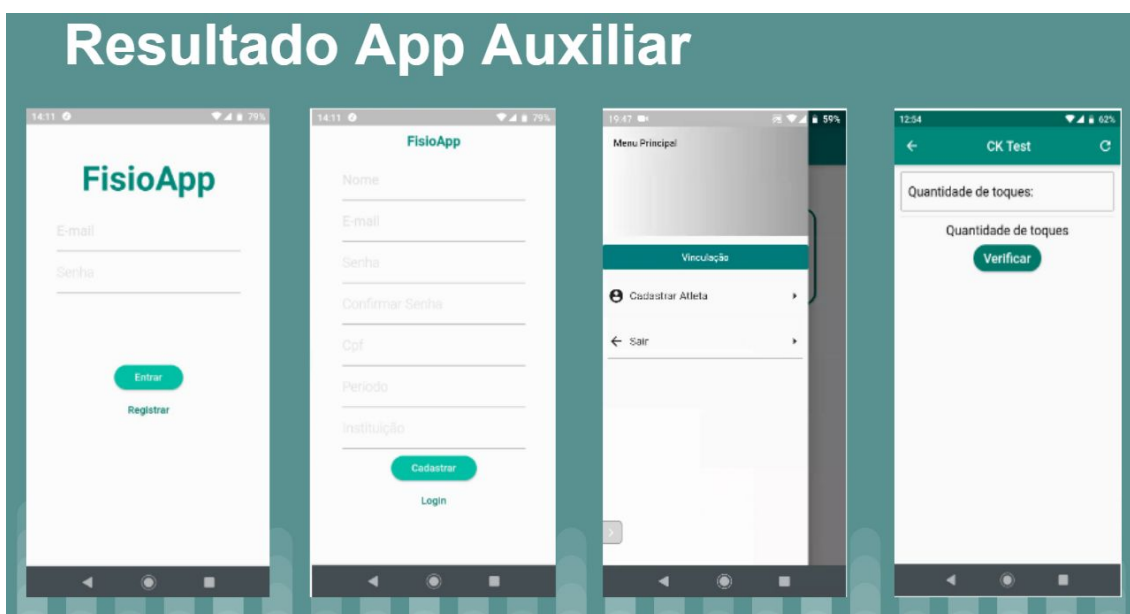 Resultado App Auxiliar
14:11 79%
FisioApp
E-mail
Senha
Entrar
Registrar
14:11 79%
FisioApp
Nome
E-mail
Senha
Confirmar Senha
Cpf
Periodo
Instituição
Cadastrar
Login
19:47 59%
Menu Principal
Vinculação
Cadastrar Atleta
Sair
12:54 62%
CK Test
Quantidade de toques:
Quantidade de toques
Verificar